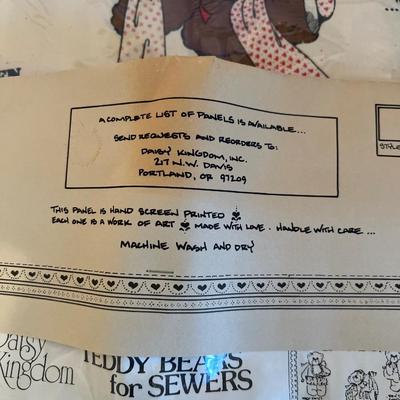 A COMPLETE LIST OF PANELS IS AVAILABLE...
SEND REQUESTS AND REORDERS TO:
DAISY KINGDOM, INC.
217 N.W. DAVIS
PORTLAND, OR 97209
STYLE
THIS PANEL IS HAND SCREEN PRINTED
EACH ONE IS A WORK OF ART MADE WITH LOVE · HANDLE WITH CARE ...
MACHINE WASH AND DRY
Daisy
Kingdom
TEDDY BEARS
for SEWERS